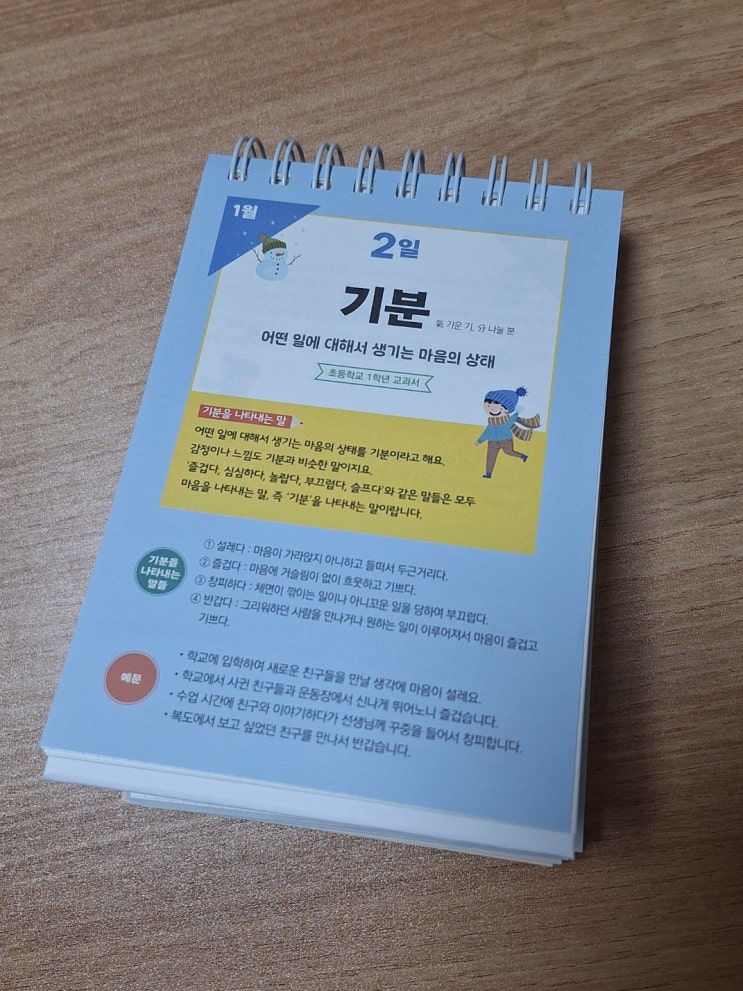 1월
2일
기분 氣 기운 기, 分 나눌 분
어떤 일에 대해서 생기는 마음의 상태
초등학교 1학년 교과서
기분을 나타내는 말
어떤 일에 대해서 생기는 마음의 상태를 기분이라고 해요.
감정이나 느낌도 기분과 비슷한 말이지요.
'즐겁다, 심심하다, 놀랍다, 부끄럽다, 슬프다'와 같은 말들은 모두
마음을 나타내는 말, 즉 '기분'을 나타내는 말이랍니다.
기분을
나타내는
말들
① 설레다 : 마음이 가라앉지 아니하고 들떠서 두근거리다.
② 즐겁다 : 마음에 거슬림이 없이 흐뭇하고 기쁘다.
③ 창피하다 : 체면이 깎이는 일이나 아니꼬운 일을 당하여 부끄럽다.
④ 반갑다 : 그리워하던 사람을 만나거나 원하는 일이 이루어져서 마음이 즐겁고
기쁘다.
예문
• 학교에 입학하여 새로운 친구들을 만날 생각에 마음이 설레요.
• 학교에서 사귄 친구들과 운동장에서 신나게 뛰어노니 즐겁습니다.
• 수업 시간에 친구와 이야기하다가 선생님께 꾸중을 들어서 창피합니다.
• 복도에서 보고 싶었던 친구를 만나서 반갑습니다.